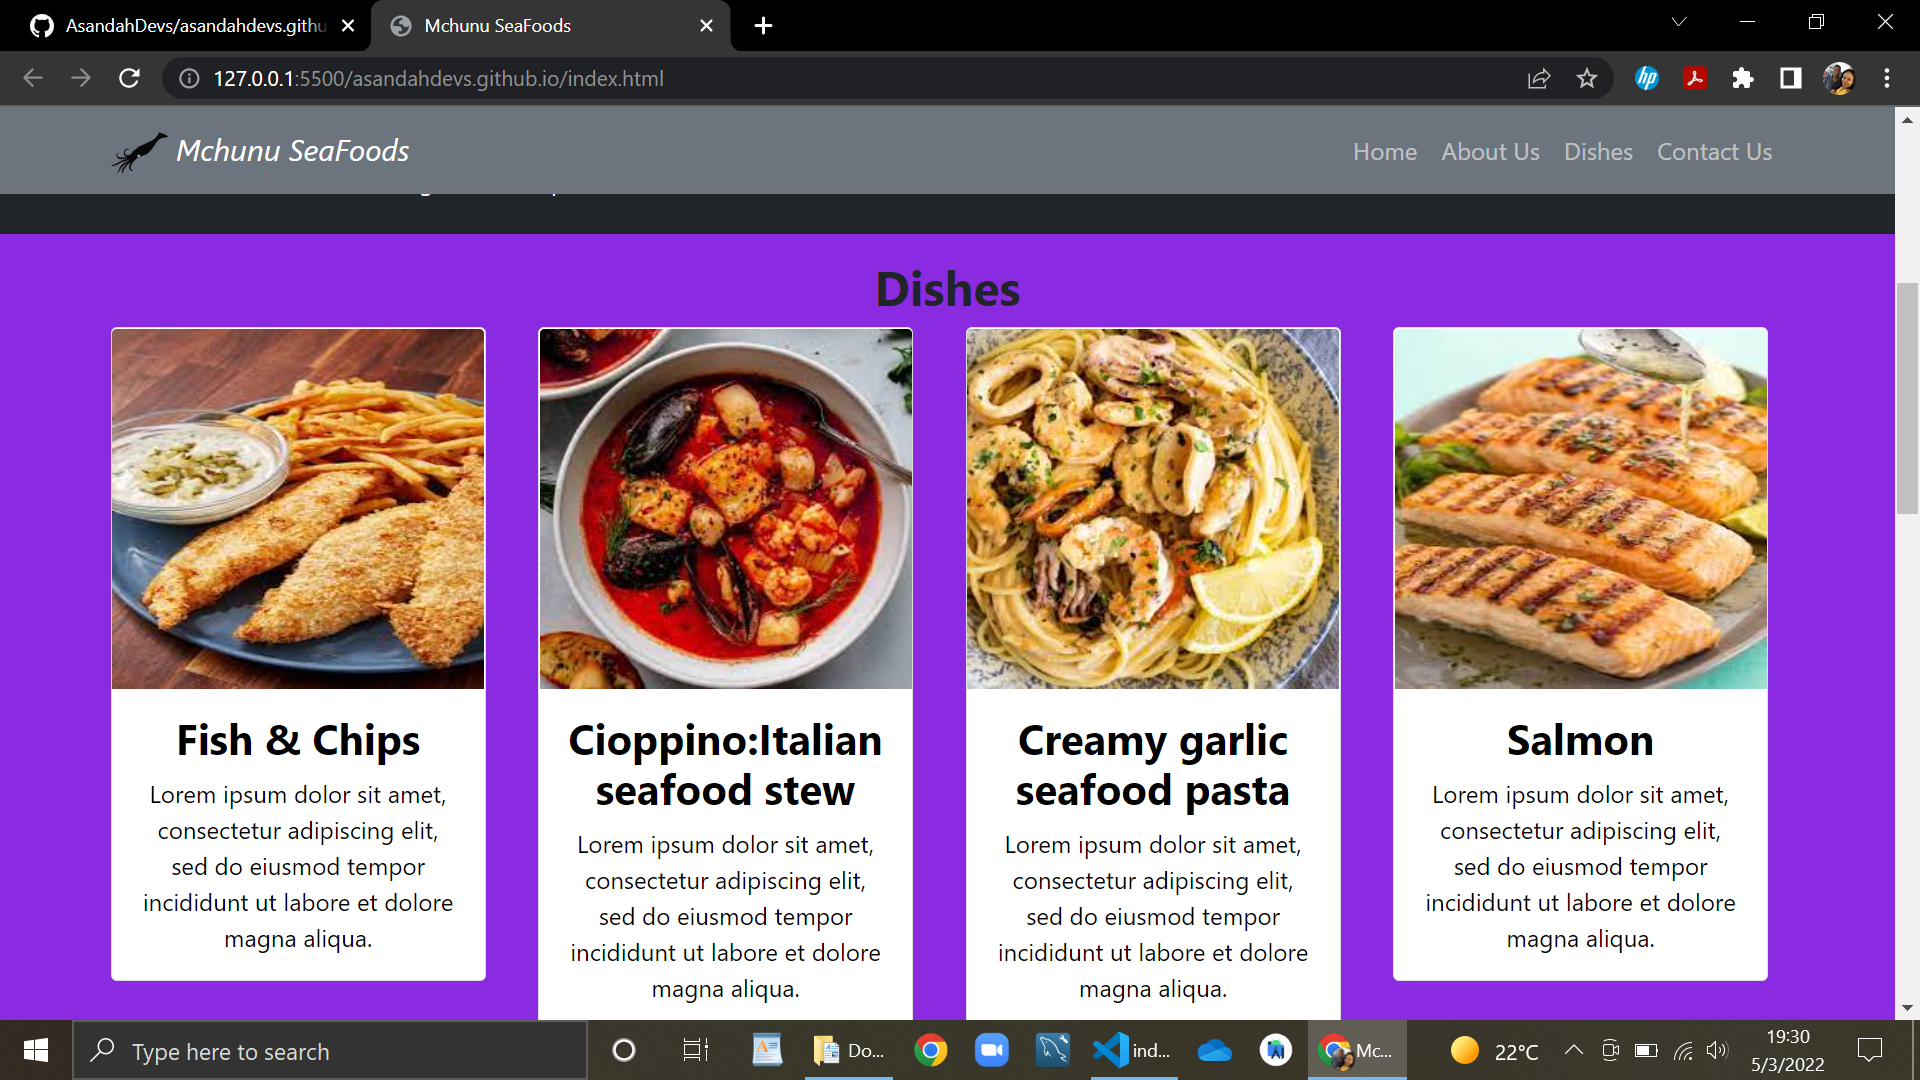 AsandahDevs/asandahdevs.githu
Mchunu SeaFoods
127.0.0.1:5500/asandahdevs.github.io/index.html
hp
Mchunu SeaFoods
Home About Us Dishes Contact Us
Dishes
Fish & Chips
Lorem ipsum dolor sit amet,
consectetur adipiscing elit,
sed do eiusmod tempor
incididunt ut labore et dolore
magna aliqua.
Cioppino:Italian
seafood stew
Lorem ipsum dolor sit amet,
consectetur adipiscing elit,
sed do eiusmod tempor
incididunt ut labore et dolore
magna aliqua.
Creamy garlic
seafood pasta
Lorem ipsum dolor sit amet,
consectetur adipiscing elit,
sed do eiusmod tempor
incididunt ut labore et dolore
magna aliqua.
Salmon
Lorem ipsum dolor sit amet,
consectetur adipiscing elit,
sed do eiusmod tempor
incididunt ut labore et dolore
magna aliqua.
Type here to search
Do...
ind...
Mc...
22°C
19:30
5/3/2022